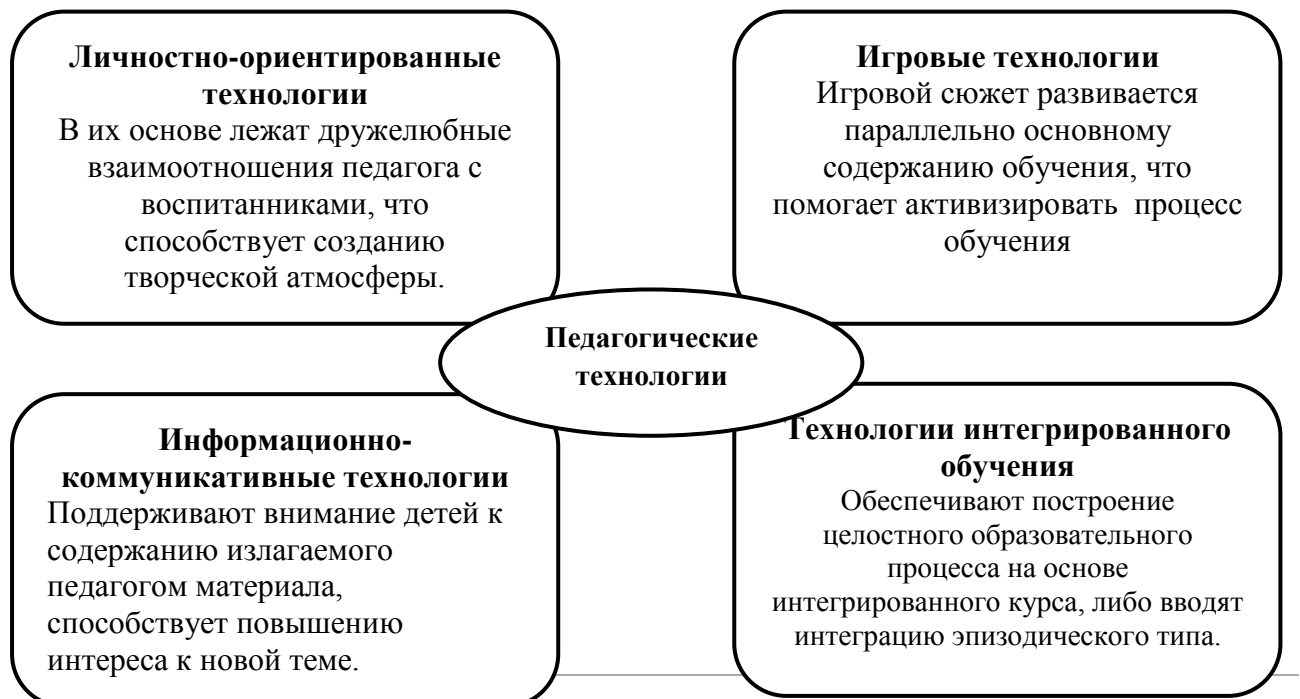 Личностно-ориентированные
технологии
В их основе лежат дружелюбные
взаимоотношения педагога с
воспитанниками, что
способствует созданию
творческой атмосферы.
Игровые технологии
Игровой сюжет развивается
параллельно основному
содержанию обучения, что
помогает активизировать процесс
обучения
Педагогические
технологии
Информационно-
коммуникативные технологии
Поддерживают внимание детей к
содержанию излагаемого
педагогом материала,
способствует повышению
интереса к новой теме.
Технологии интегрированного
обучения
Обеспечивают построение
целостного образовательного
процесса на основе
интегрированного курса, либо вводят
интеграцию эпизодического типа.